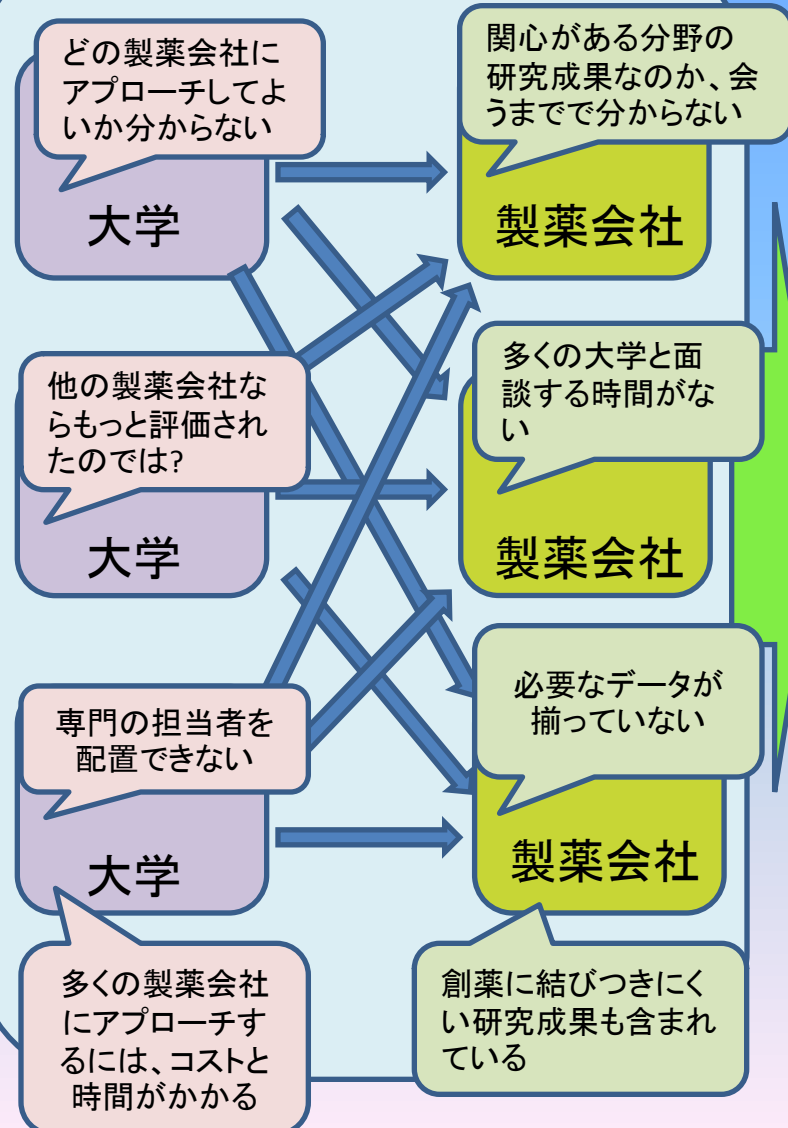 どの製薬会社に
アプローチしてよ
いか分からない
大学
関心がある分野の
研究成果なのか、会
うまでで分からない
製薬会社
他の製薬会社な
らもっと評価され
たのでは?
大学
多くの大学と面
談する時間がな
い
製薬会社
専門の担当者を
配置できない
大学
必要なデータが
揃っていない
製薬会社
多くの製薬会社
にアプローチす
るには、コストと
時間がかかる
創薬に結びつきにく
い研究成果も含まれ
ている